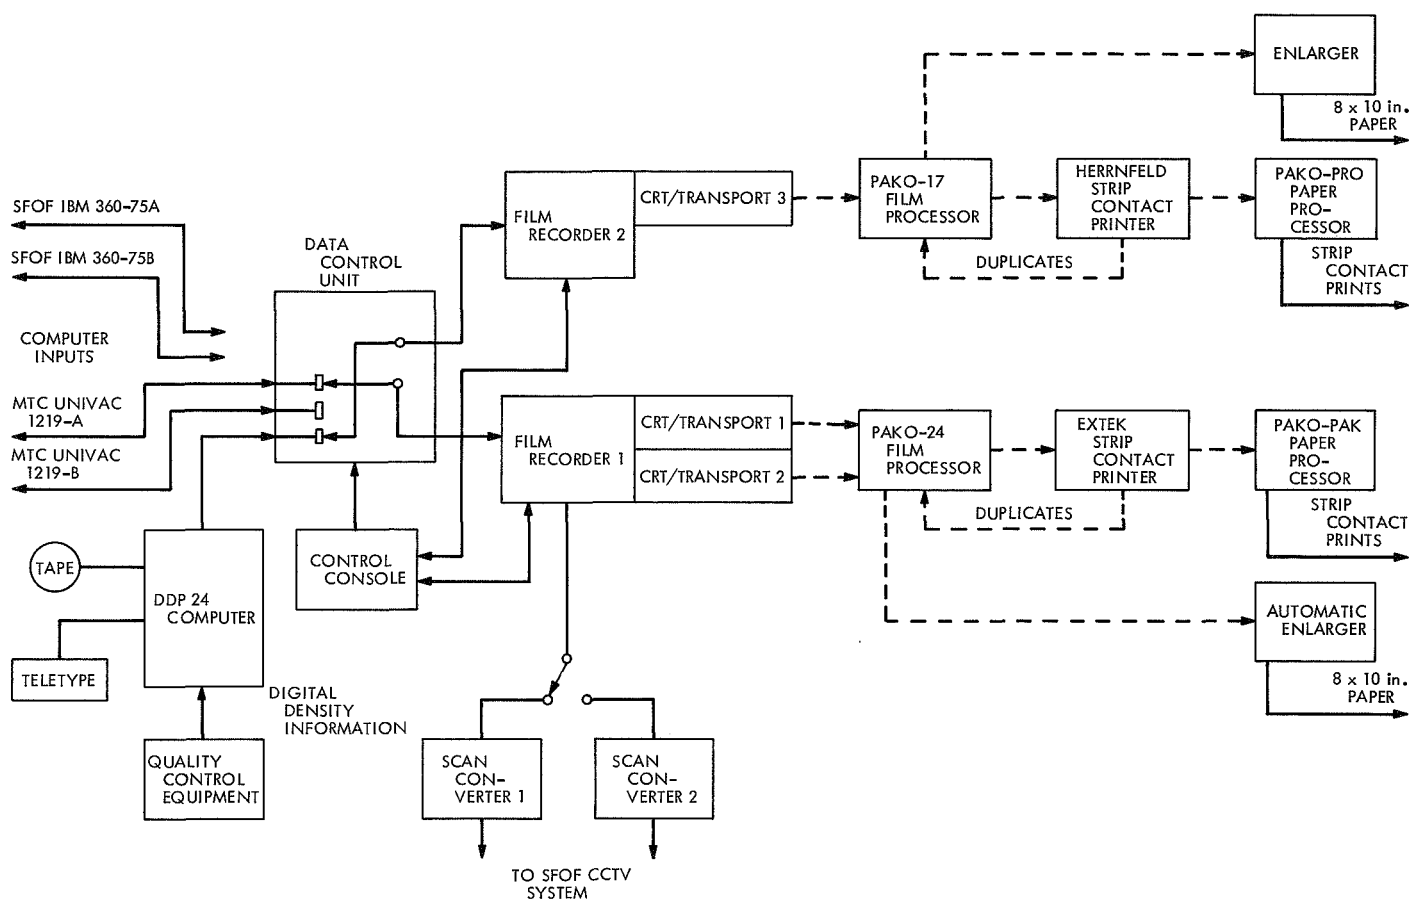 ENLARGER
8 x 10 in.
PAPER
SFOF IBM 360-75A
SFOF IBM 360-75B
COMPUTER
INPUTS
MTC UNIVAC
1219-A
MTC UNIVAC
1219-B
DATA
CONTROL
UNIT
FILM
RECORDER 2
CRT/TRANSPORT 3
PAKO-17
FILM
PROCESSOR
HERRNFELD
STRIP
CONTACT
PRINTER
PAKO-PRO
PAPER
PRO-
CESSOR
DUPLICATES
STRIP
CONTACT
PRINTS
FILM
RECORDER 1
CRT/TRANSPORT 1
CRT/TRANSPORT 2
PAKO-24
FILM
PROCESSOR
EXTEK
STRIP
CONTACT
PRINTER
PAKO-PAK
PAPER
PRO-
CESSOR
DUPLICATES
STRIP
CONTACT
PRINTS
TAPE
DDP 24
COMPUTER
TELETYPE
CONTROL
CONSOLE
AUTOMATIC
ENLARGER
8 x 10 in.
PAPER
DIGITAL
DENSITY
INFORMATION
QUALITY
CONTROL
EQUIPMENT
SCAN
CON-
VERTER 1
SCAN
CON-
VERTER 2
TO SFOF CCTV
SYSTEM